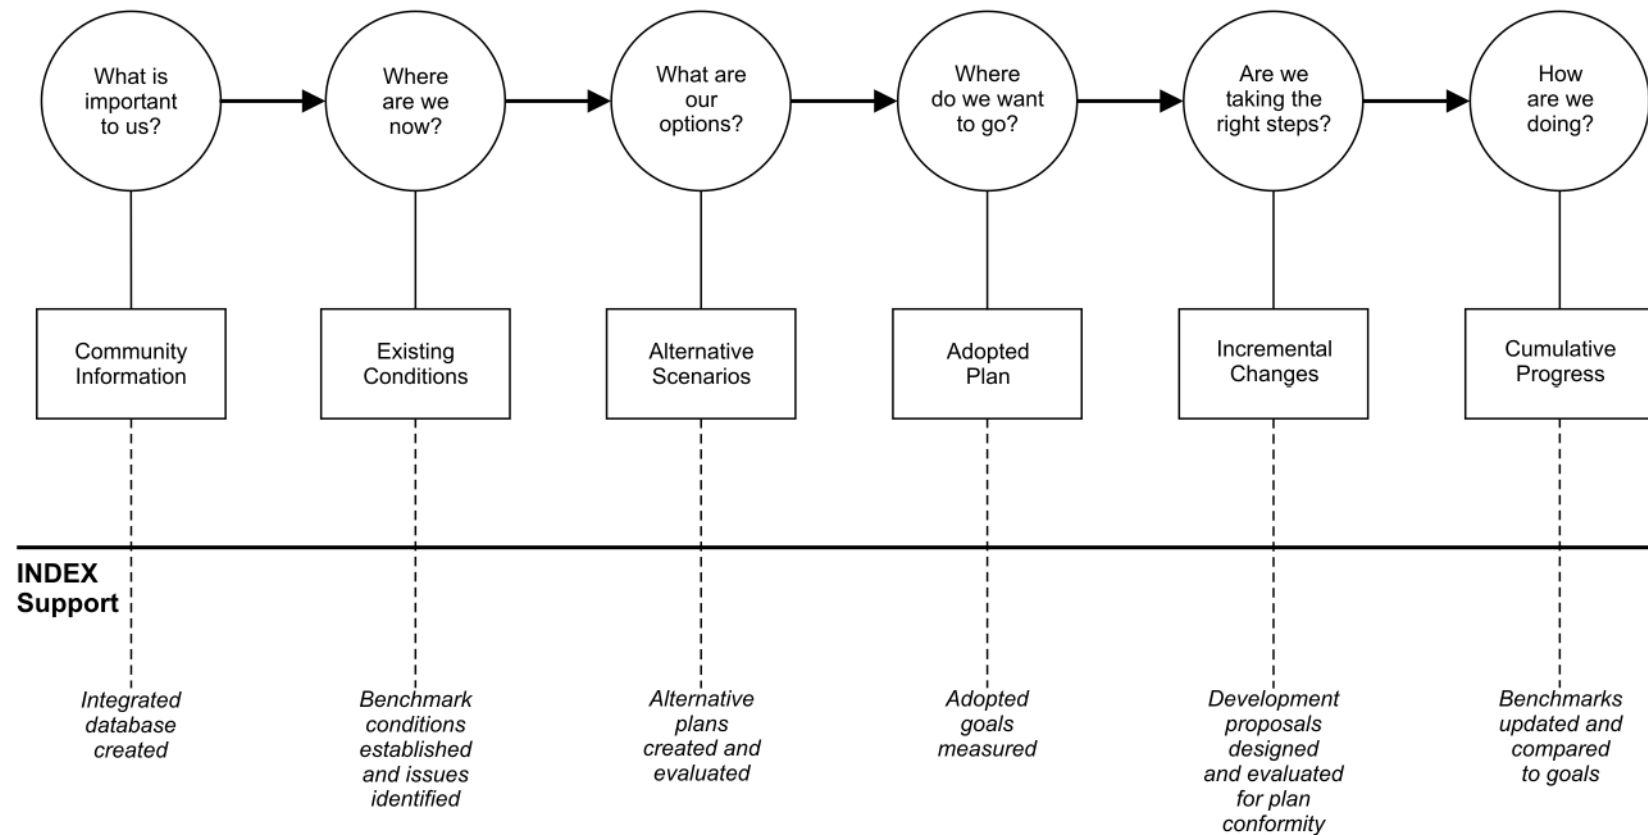 What is
important
to us?
Where
are we
now?
What are
our
options?
Where
do we want
to go?
Are we
taking the
right steps?
How
are we
doing?
Community
Information
Existing
Conditions
Alternative
Scenarios
Adopted
Plan
Incremental
Changes
Cumulative
Progress
INDEX
Support
Integrated
database
created
Benchmark
conditions
established
and issues
identified
Alternative
plans
created and
evaluated
Adopted
goals
measured
Development
proposals
designed
and evaluated
for plan
conformity
Benchmarks
updated and
compared
to goals